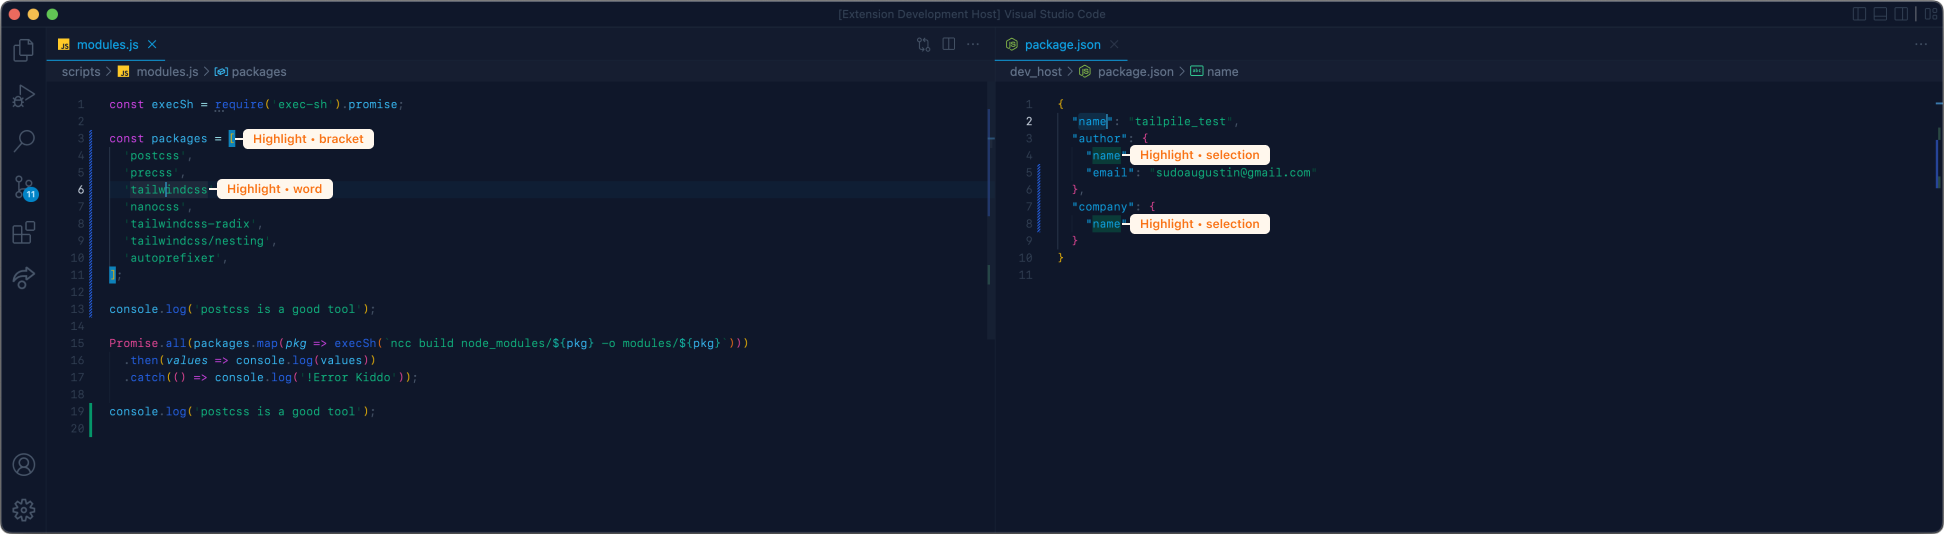 [Extension Development Host] Visual Studio Code
JS modules.js
scripts > JS modules.js > packages
1 const execSh = require('exec-sh').promise;
2
3 const packages = [
Highlight • bracket
4 'postcss',
5 'precss',
6 'tailwindcss
Highlight • word
7 'nanocss',
8 'tailwindcss-radix',
9 'tailwindcss/nesting',
10 'autoprefixer',
11 ];
12
13 console.log('postcss is a good tool');
14
15 Promise.all(packages.map(pkg => execSh(`ncc build node_modules/${pkg} -o modules/${pkg}`)))
16 .then(values => console.log(values))
17 .catch(() => console.log('!Error Kiddo'));
18
19 console.log('postcss is a good tool');
20
11
package.json
dev_host > package.json > name
1 {
2 "name": "tailpile_test",
3 "author": {
4 "name"
Highlight • selection
5 "email": "sudoaugustin@gmail.com"
6 },
7 "company": {
8 "name"
Highlight • selection
9 }
10 }
11